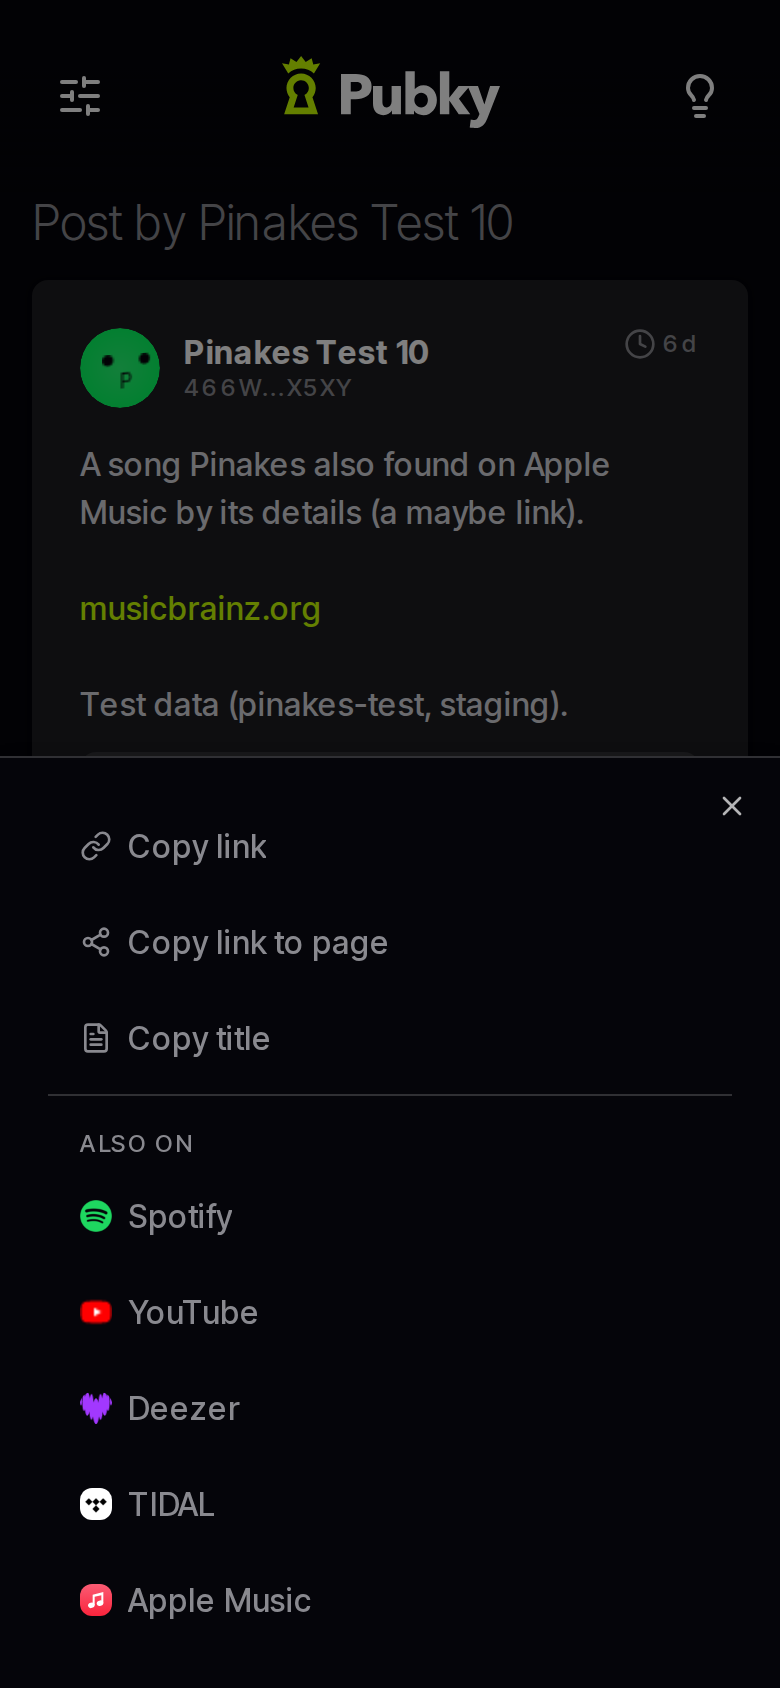 Pubky
Post by Pinakes Test 10
Pinakes Test 10
6d
466W...X5XY
A song Pinakes also found on Apple
Music by its details (a maybe link).
musicbrainz.org
Test data (pinakes-test, staging).
Copy link
Copy link to page
Copy title
ALSO ON
Spotify
YouTube
Deezer
TIDAL
Apple Music